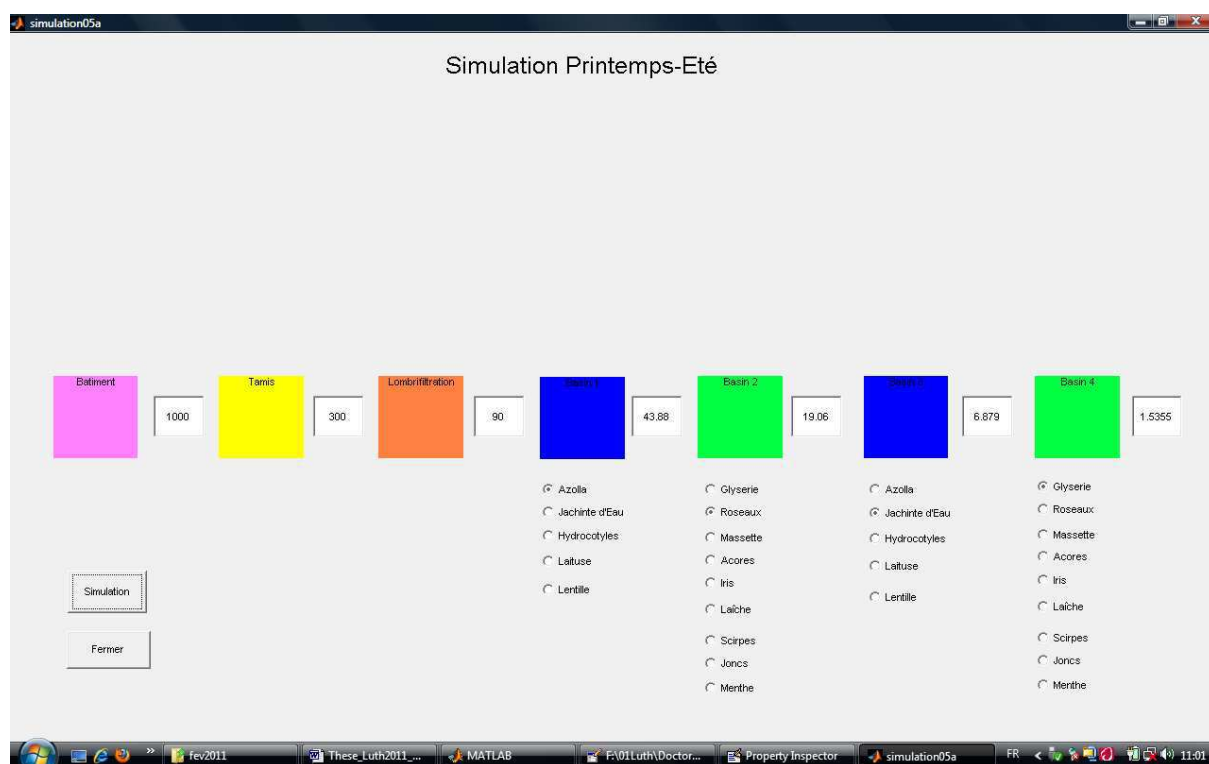 simulation05a
Simulation Printemps-Eté
Batiment
1000
Tamis
300
Lombrifiltration
90
Basin 1
43.88
Basin 2
19.06
Basin 3
6.879
Basin 4
1.5355
Azolla
Jachinte d'Eau
Hydrocotyles
Laituse
Lentille
Glyserie
Roseaux
Massette
Acores
Iris
Laîche
Scirpes
Joncs
Menthe
Azolla
Jachinte d'Eau
Hydrocotyles
Laituse
Lentille
Glyserie
Roseaux
Massette
Acores
Iris
Laîche
Scirpes
Joncs
Menthe
Simulation
Fermer
fev2011
These_Luth2011_...
MATLAB
F:\01Luth\Doctor...
Property Inspector
simulation05a
FR
11:01